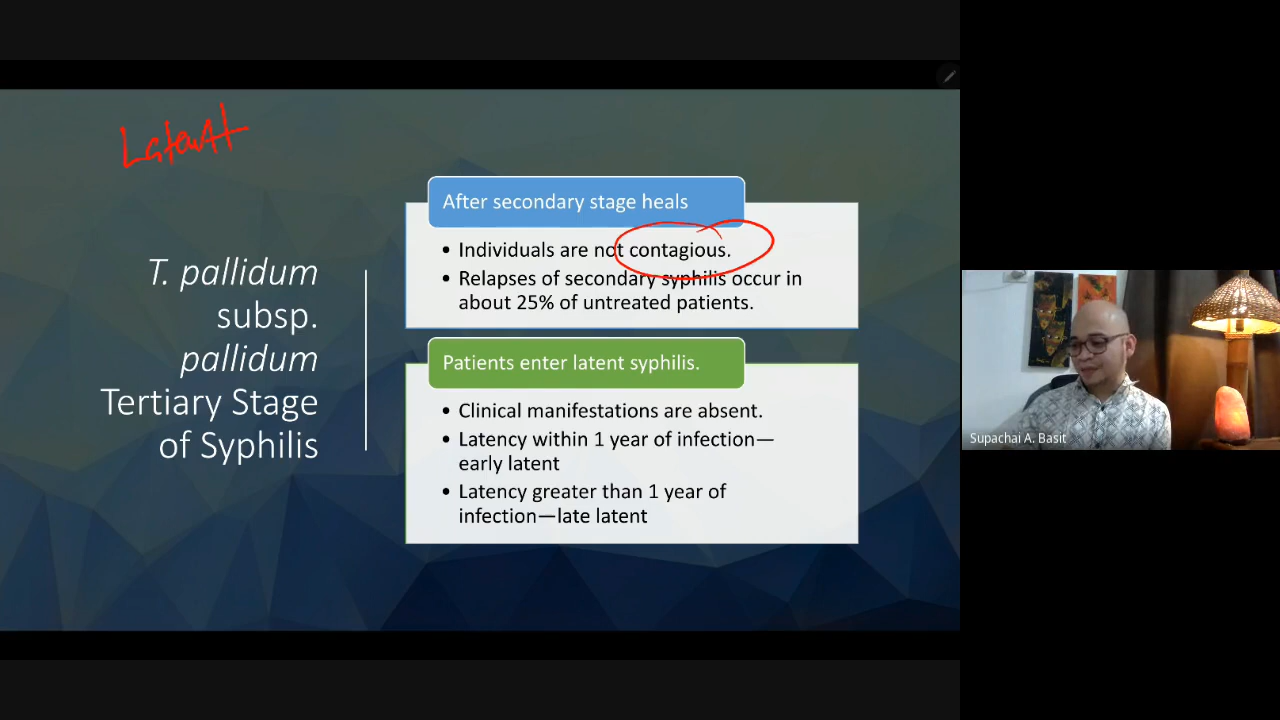 Latent
T. pallidum
subsp.
pallidum
Tertiary Stage
of Syphilis
After secondary stage heals
• Individuals are not contagious.
• Relapses of secondary syphilis occur in
about 25% of untreated patients.
Patients enter latent syphilis.
• Clinical manifestations are absent.
• Latency within 1 year of infection—
early latent
• Latency greater than 1 year of
infection—late latent
Supachai A. Basit